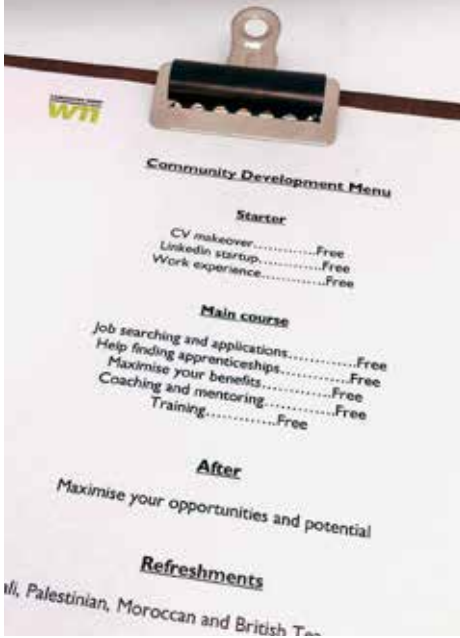 Community Development Menu
Starter
CV makeover.............Free
Linkedin startup...............Free
Work experience...............Free
Main course
Job searching and applications.............Free
Help finding apprenticeships.............Free
Maximise your benefits.............Free
Coaching and mentoring.............Free
Training.............Free
After
Maximise your opportunities and potential
Refreshments
Palestinian, Moroccan and British